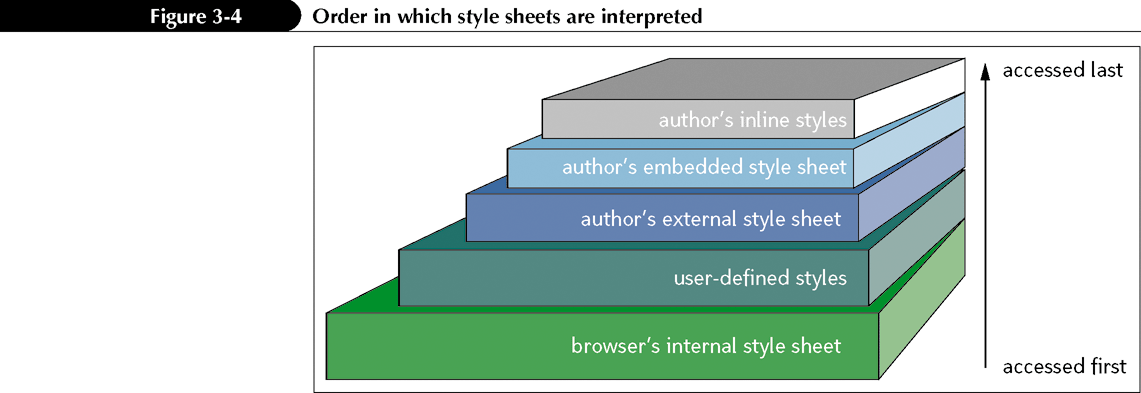 Figure 3-4 Order in which style sheets are interpreted
accessed last
author's inline styles
author's embedded style sheet
author's external style sheet
user-defined styles
browser's internal style sheet
accessed first